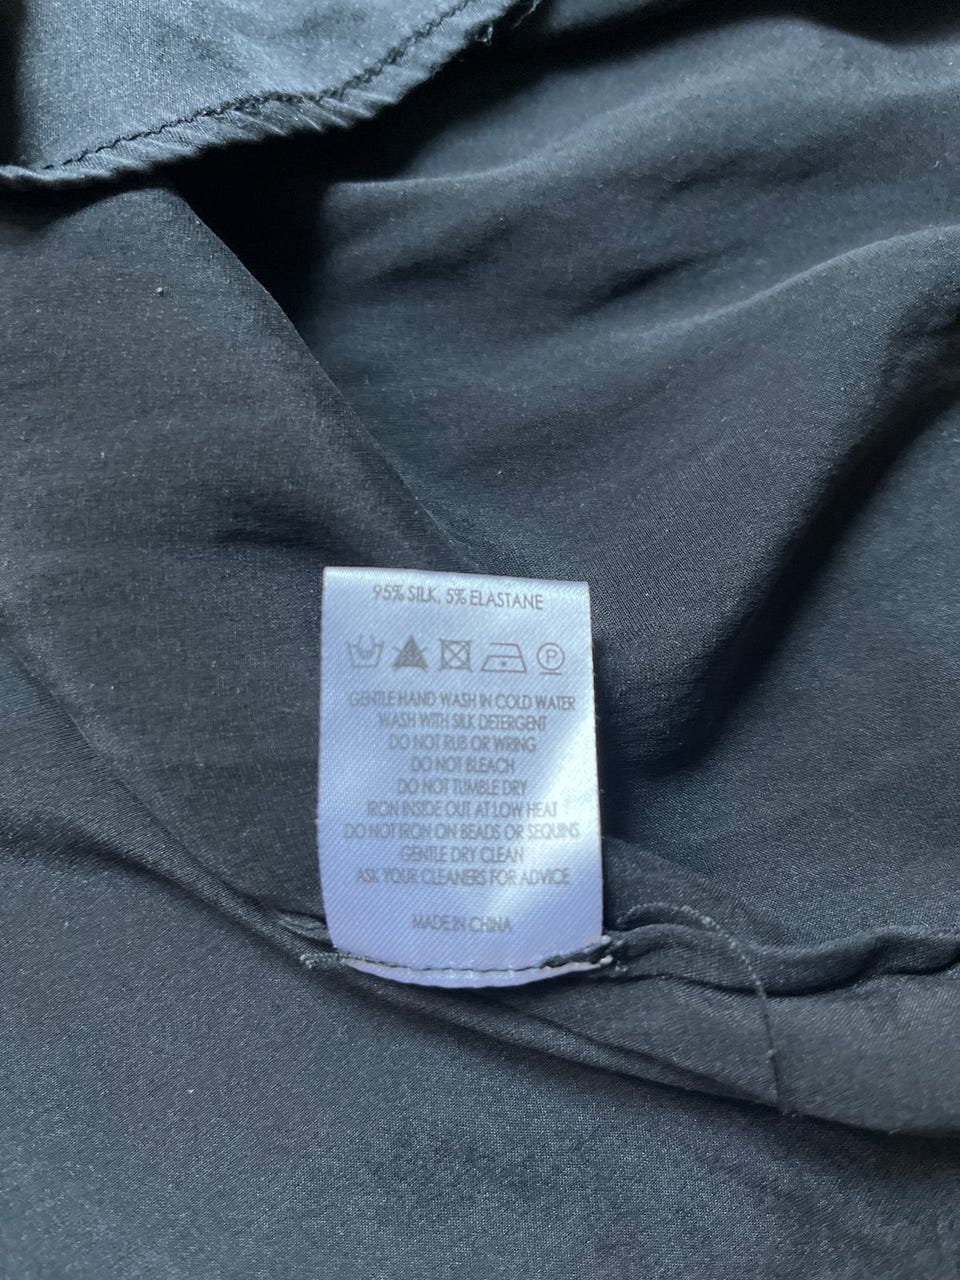 95% SILK, 5% ELASTANE
P
GENTLE HAND WASH IN COLD WATER
WASH WITH SILK DETERGENT
DO NOT RUB OR WRING
DO NOT BLEACH
DO NOT TUMBLE DRY
IRON INSIDE OUT AT LOW HEAT
DO NOT IRON ON BEADS OR SEQUINS
GENTLE DRY CLEAN
ASK YOUR CLEANERS FOR ADVICE
MADE IN CHINA